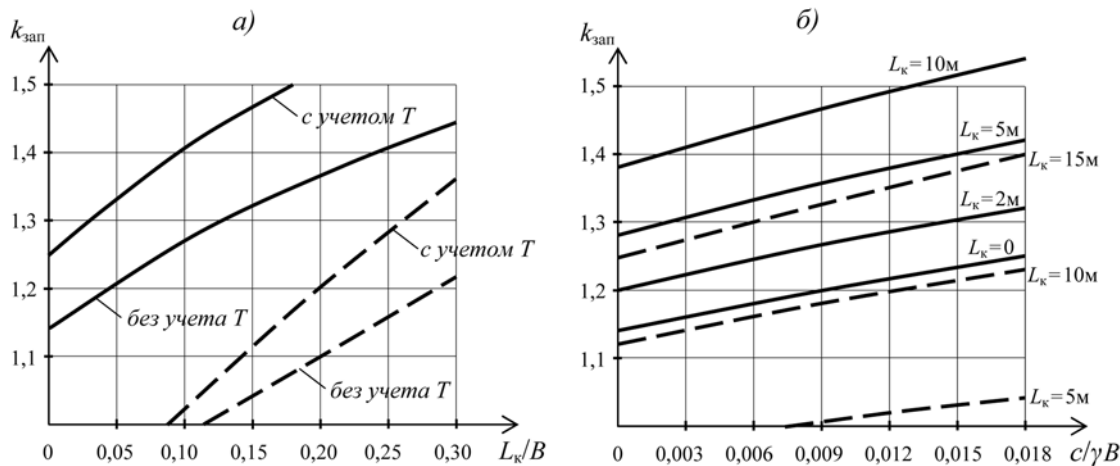 а)
kзап
1,5
1,4
1,3
1,2
1,1
0
0,05
0,10
0,15
0,20
0,25
0,30
Lк/B
с учетом T
без учета T
с учетом T
без учета T
б)
kзап
1,5
1,4
1,3
1,2
1,1
0
0,003
0,006
0,009
0,012
0,015
0,018
c/γB
Lк=10м
Lк=5м
Lк=15м
Lк=2м
Lк=0
Lк=10м
Lк=5м